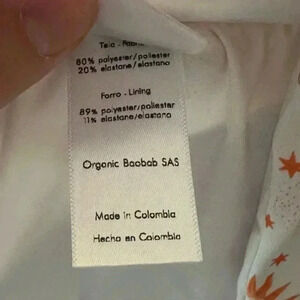 Tela - Fabric
80% polyester/poliester
20% elastane/elastano
Forro - Lining
89% polyester/poliester
11% elastane/elastano
Organic Baobab SAS
Made in Colombia
Hecho en Colombia